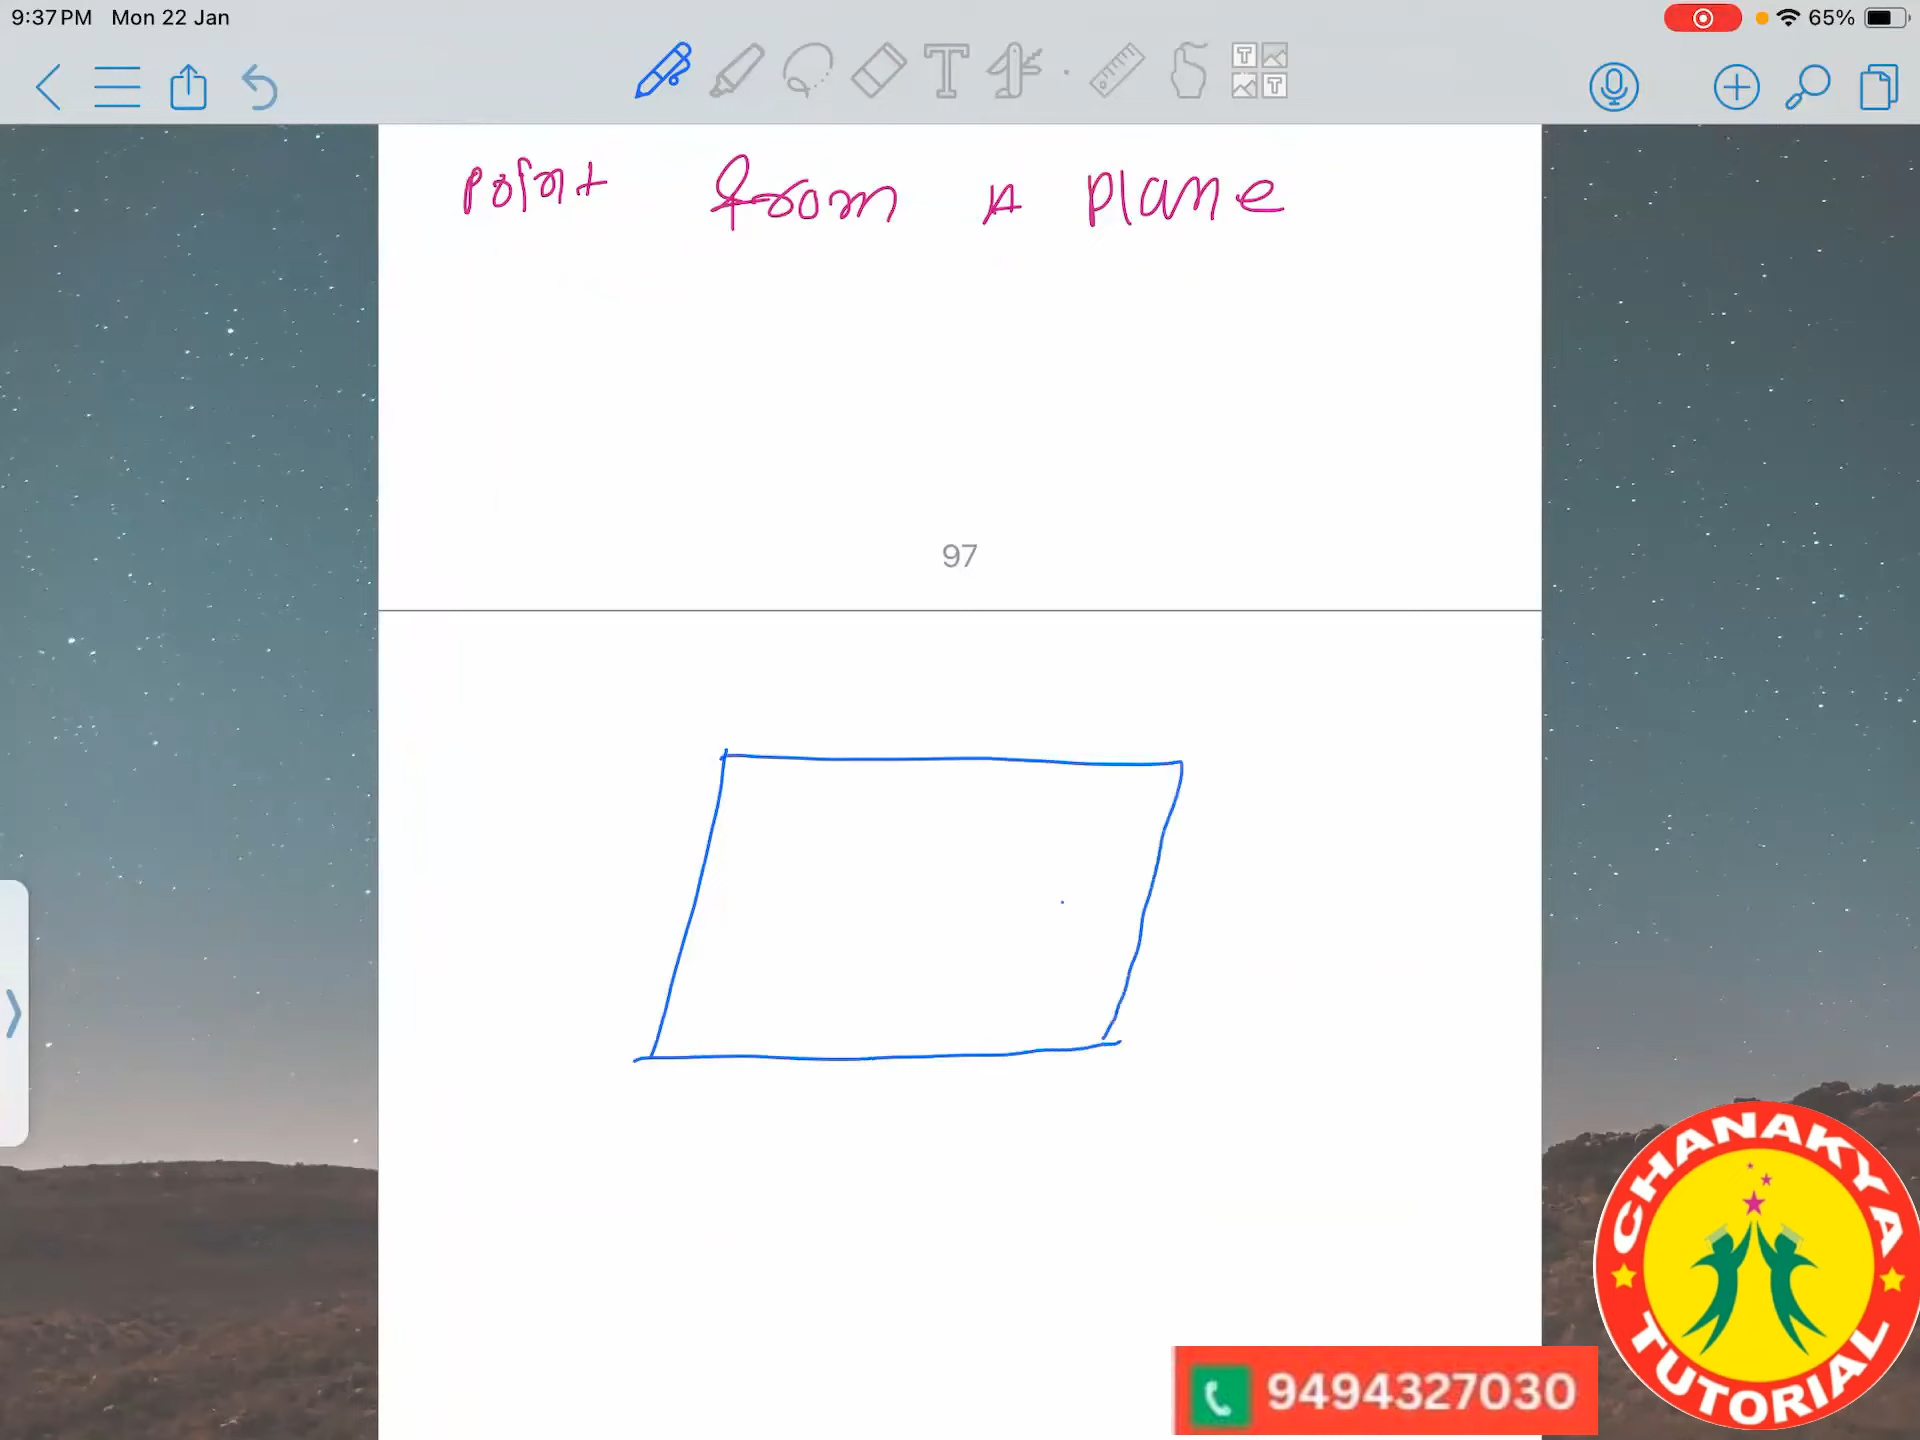 9:37 PM Mon 22 Jan
65%
Point from A plane
97
CHANAKYA
TUTORIAL
9494327030